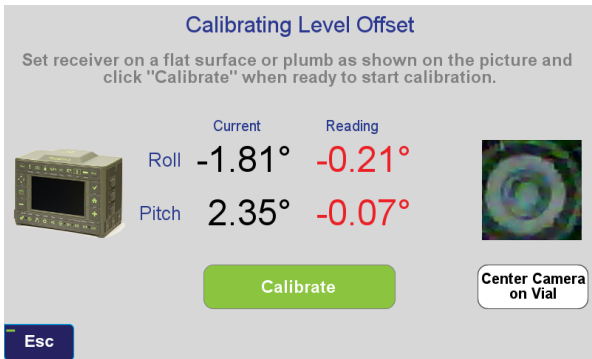 Calibrating Level Offset
Set receiver on a flat surface or plumb as shown on the picture and
click "Calibrate" when ready to start calibration.
Current Reading
Roll -1.81° -0.21°
Pitch 2.35° -0.07°
Calibrate
Center Camera
on Vial
Esc